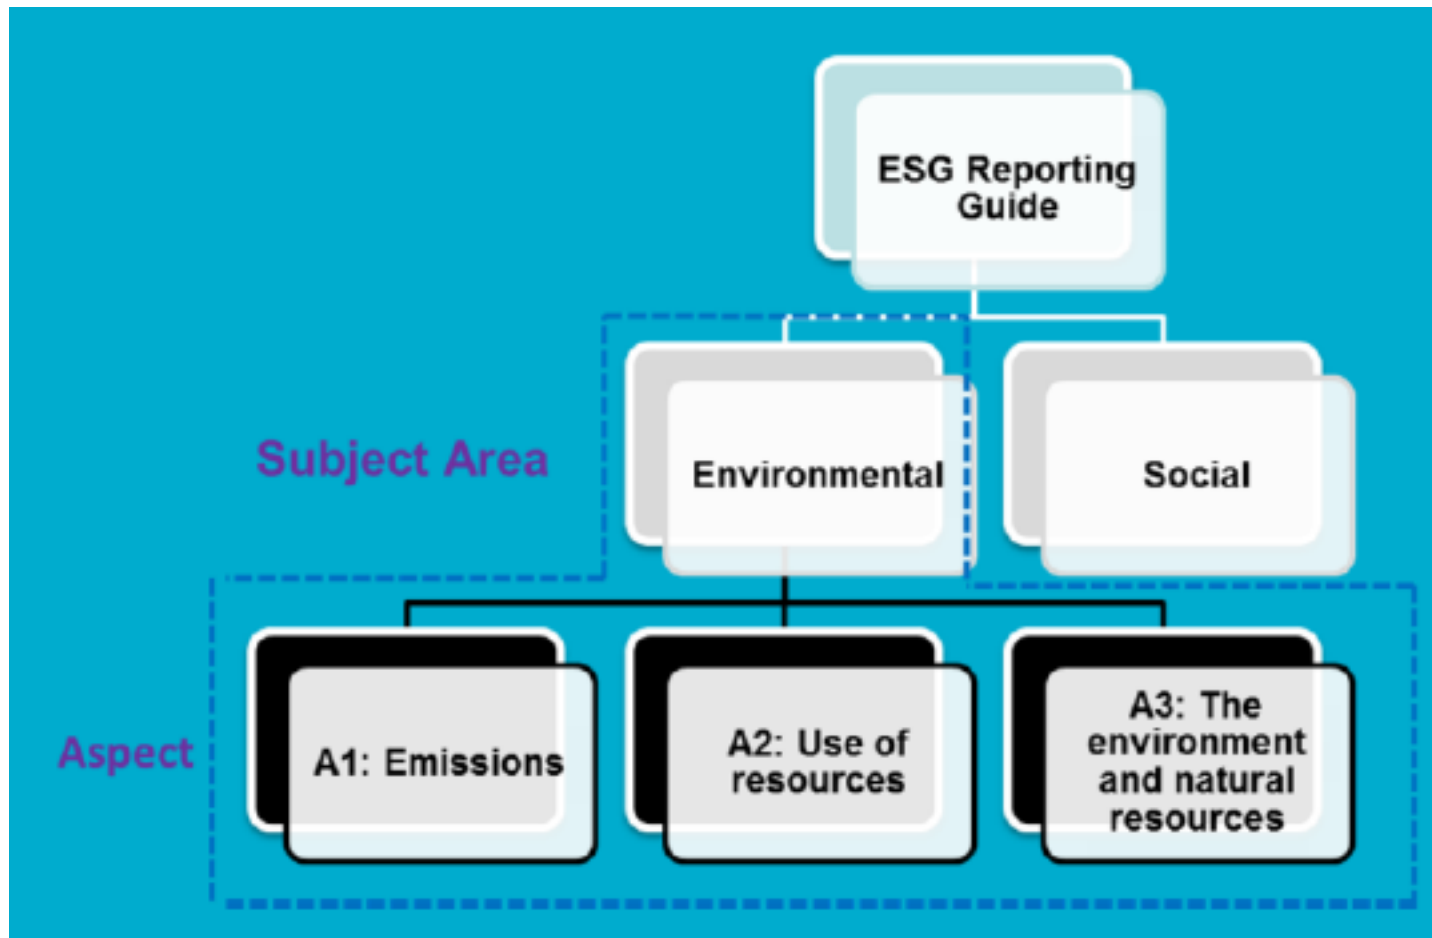 ESG Reporting
Guide
Subject Area
Environmental
Social
Aspect
A1: Emissions
A2: Use of
resources
A3: The
environment
and natural
resources